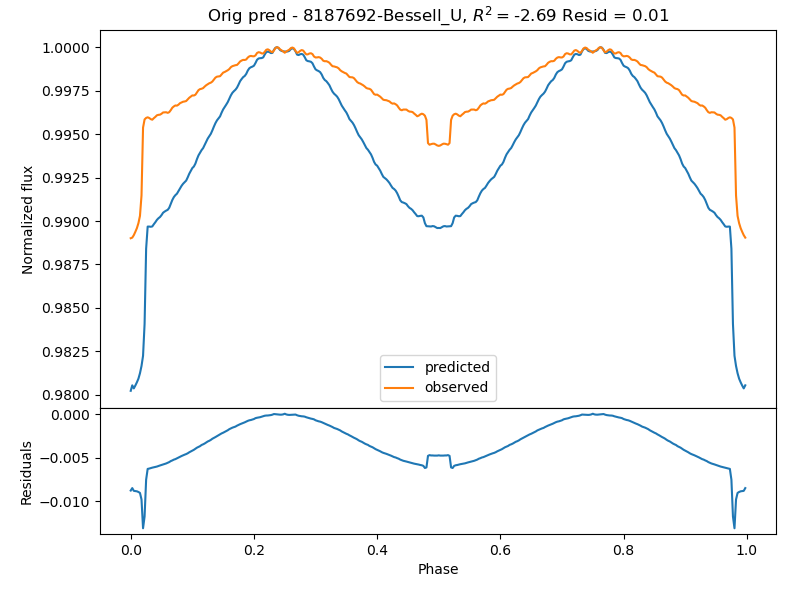 Orig pred - 8187692-Bessell_U, R² = -2.69 Resid = 0.01
1.0000
0.9975
0.9950
0.9925
0.9900
0.9875
0.9850
0.9825
0.9800
Normalized flux
predicted
observed
0.000
−0.005
−0.010
Residuals
0.0 0.2 0.4 0.6 0.8 1.0
Phase